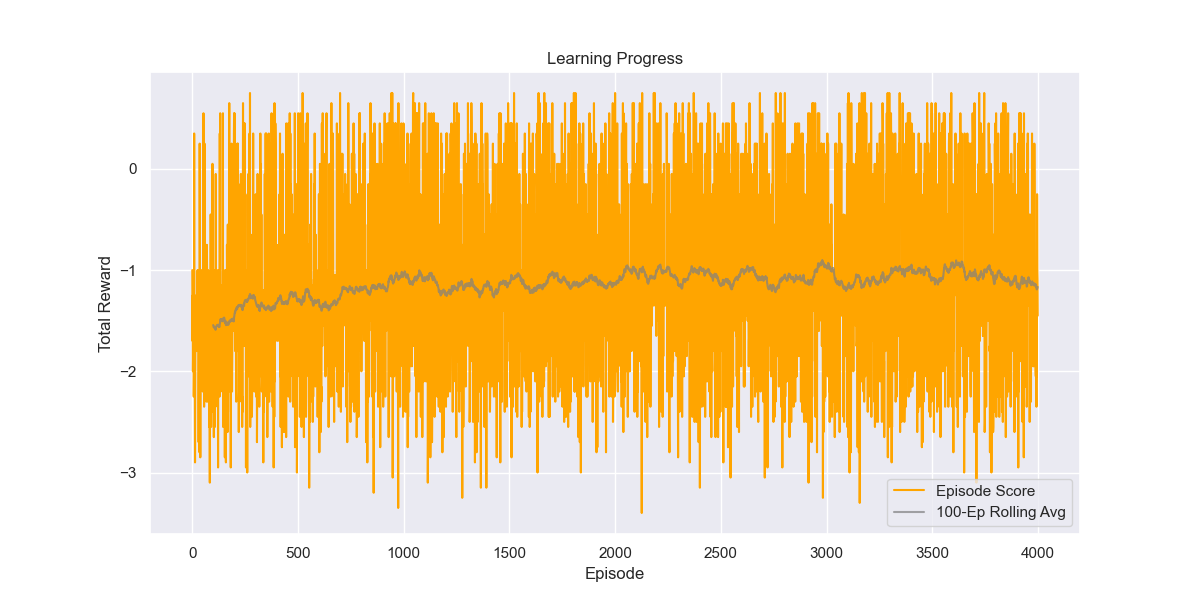 Learning Progress
Total Reward
0
−1
−2
−3
Episode Score
100-Ep Rolling Avg
0 500 1000 1500 2000 2500 3000 3500 4000
Episode